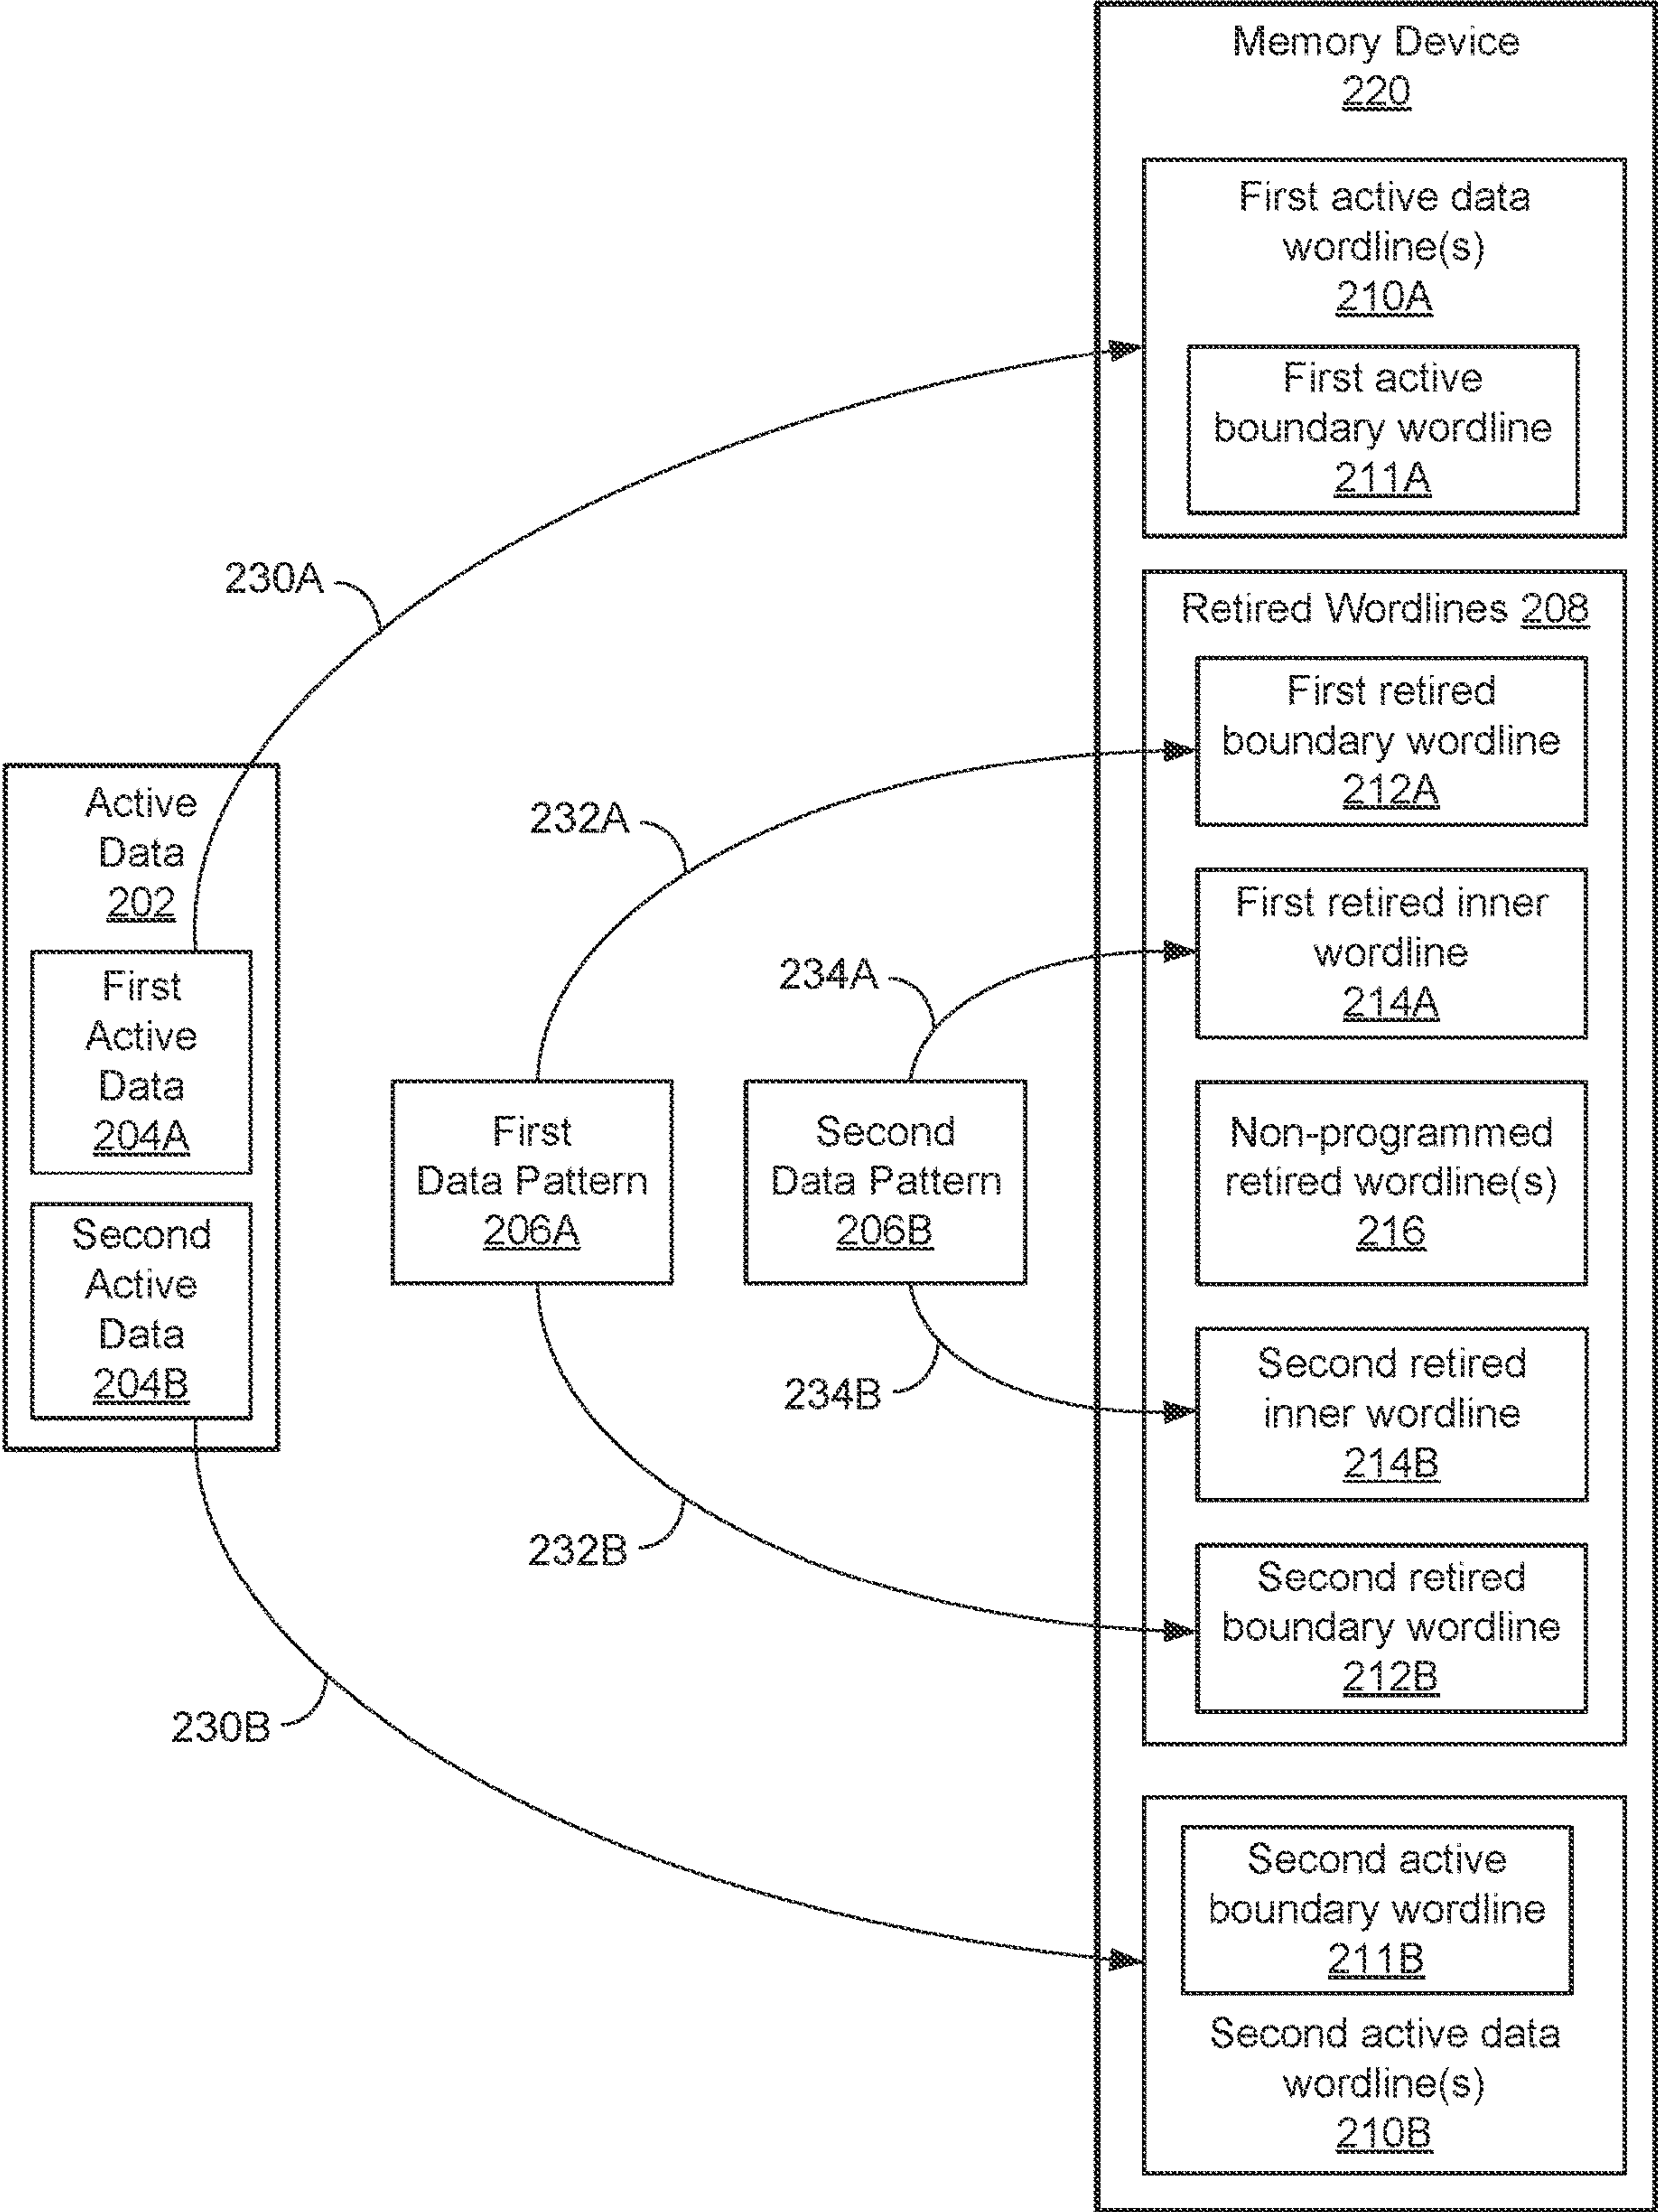 Memory Device
220
First active data
wordline(s)
210A
First active
boundary wordline
211A
230A
Retired Wordlines 208
First retired
boundary wordline
212A
232A
Active
Data
202
First retired inner
wordline
214A
234A
First
Active
Data
204A
First
Data Pattern
206A
Second
Data Pattern
206B
Non-programmed
retired wordline(s)
216
Second
Active
Data
204B
234B
Second retired
inner wordline
214B
232B
Second retired
boundary wordline
212B
230B
Second active
boundary wordline
211B
Second active data
wordline(s)
210B